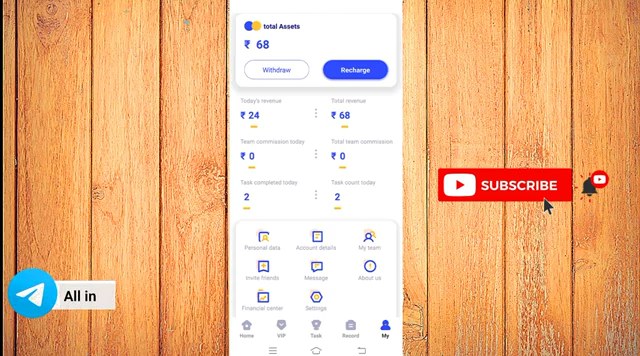 total Assets
₹ 68
Withdraw
Recharge
Today's revenue
Total revenue
₹ 24
₹ 68
Team commission today
Total team commission
₹ 0
₹ 0
Task completed today
Task count today
2
2
Personal data
Account details
My team
Invite friends
Message
About us
Financial center
Settings
Home
VIP
Task
Record
My
All in
SUBSCRIBE